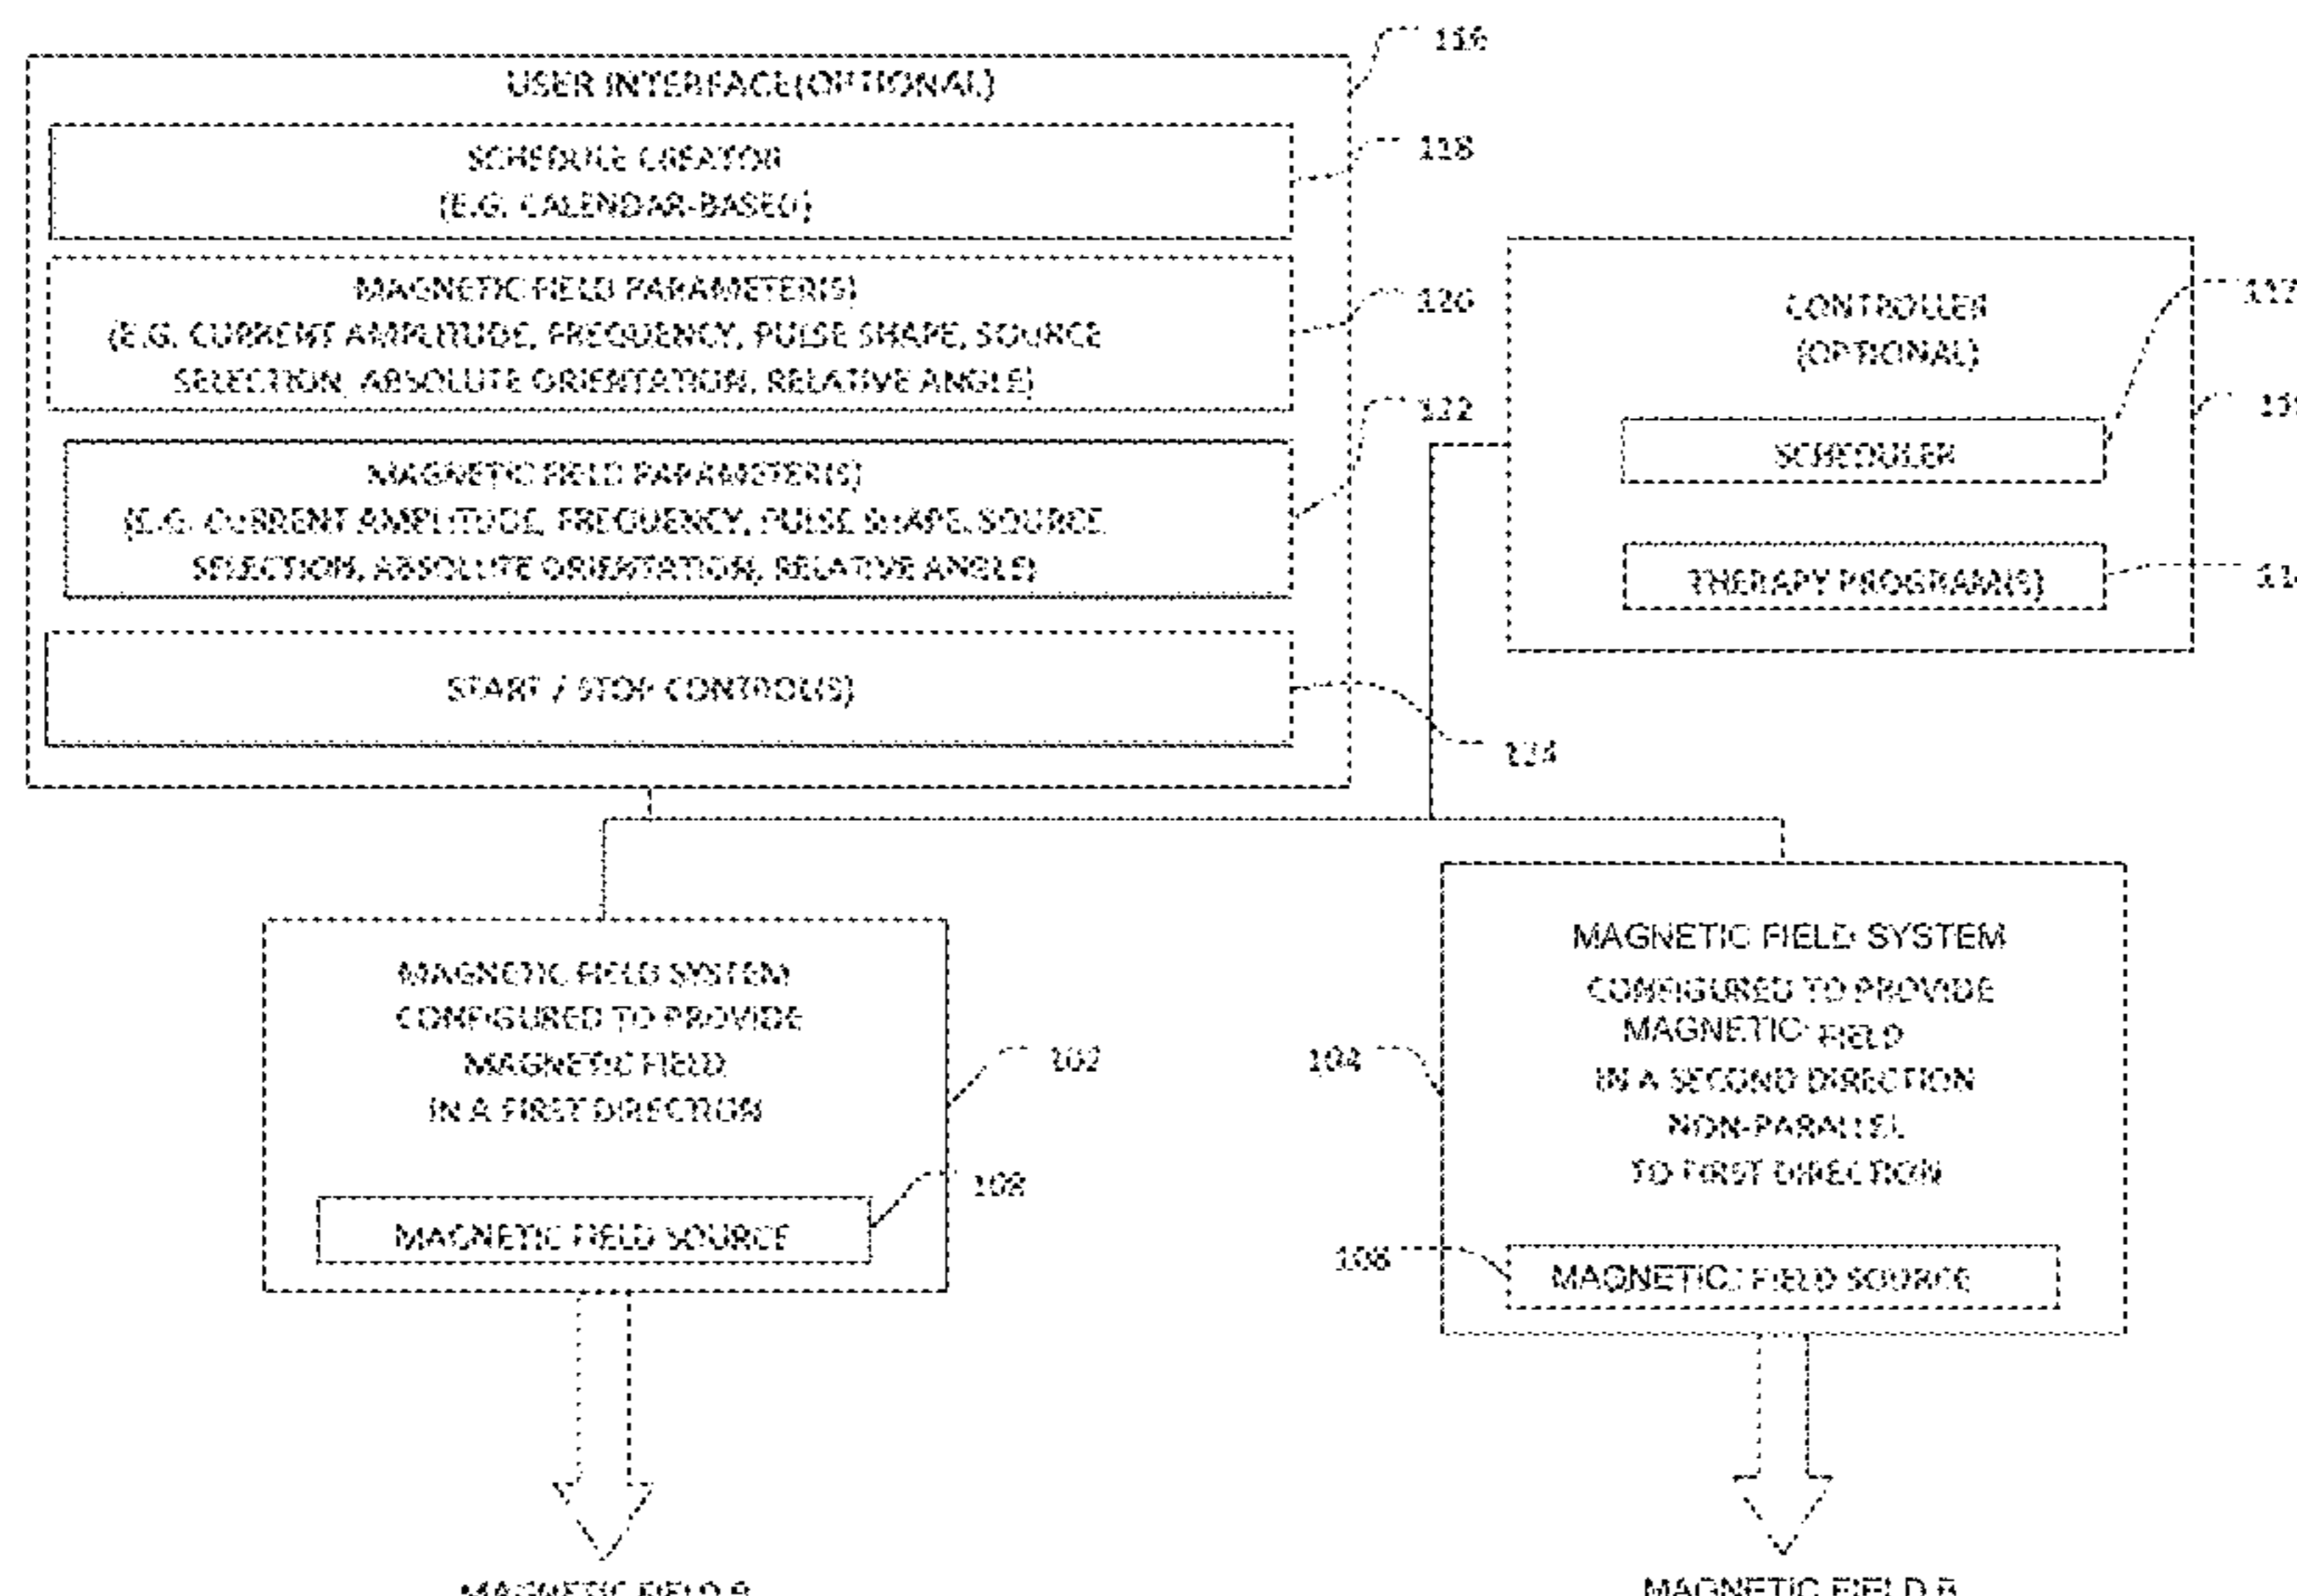 116
USER INTERFACE(OPTIONAL)
SCHEDULE CREATOR
(E.G. CALENDAR-BASED)
118
MAGNETIC FIELD PARAMETER(S)
(E.G. CURRENT AMPLITUDE, FREQUENCY, PULSE SHAPE, SOURCE
SELECTION, ABSOLUTE ORIENTATION, RELATIVE ANGLE)
120
MAGNETIC FIELD PARAMETER(S)
(E.G. CURRENT AMPLITUDE, FREQUENCY, PULSE SHAPE, SOURCE
SELECTION, ABSOLUTE ORIENTATION, RELATIVE ANGLE)
122
START / STOP CONTROL(S)
124
CONTROLLER
(OPTIONAL)
SCHEDULER
THERAPY PROGRAM(S)
MAGNETIC FIELD SYSTEM
CONFIGURED TO PROVIDE
MAGNETIC FIELD
IN A FIRST DIRECTION
102
MAGNETIC FIELD SOURCE
108
MAGNETIC FIELD SYSTEM
CONFIGURED TO PROVIDE
MAGNETIC FIELD
IN A SECOND DIRECTION
NON-PARALLEL
TO FIRST DIRECTION
104
MAGNETIC FIELD SOURCE
MAGNETIC FIELD
MAGNETIC FIELD